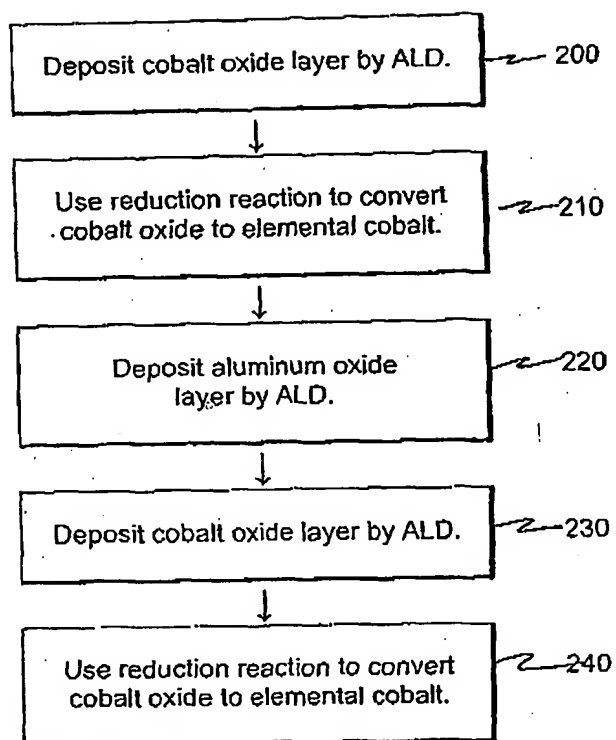 Deposit cobalt oxide layer by ALD.
200
Use reduction reaction to convert
cobalt oxide to elemental cobalt.
210
Deposit aluminum oxide
layer by ALD.
220
Deposit cobalt oxide layer by ALD.
230
Use reduction reaction to convert
cobalt oxide to elemental cobalt.
240